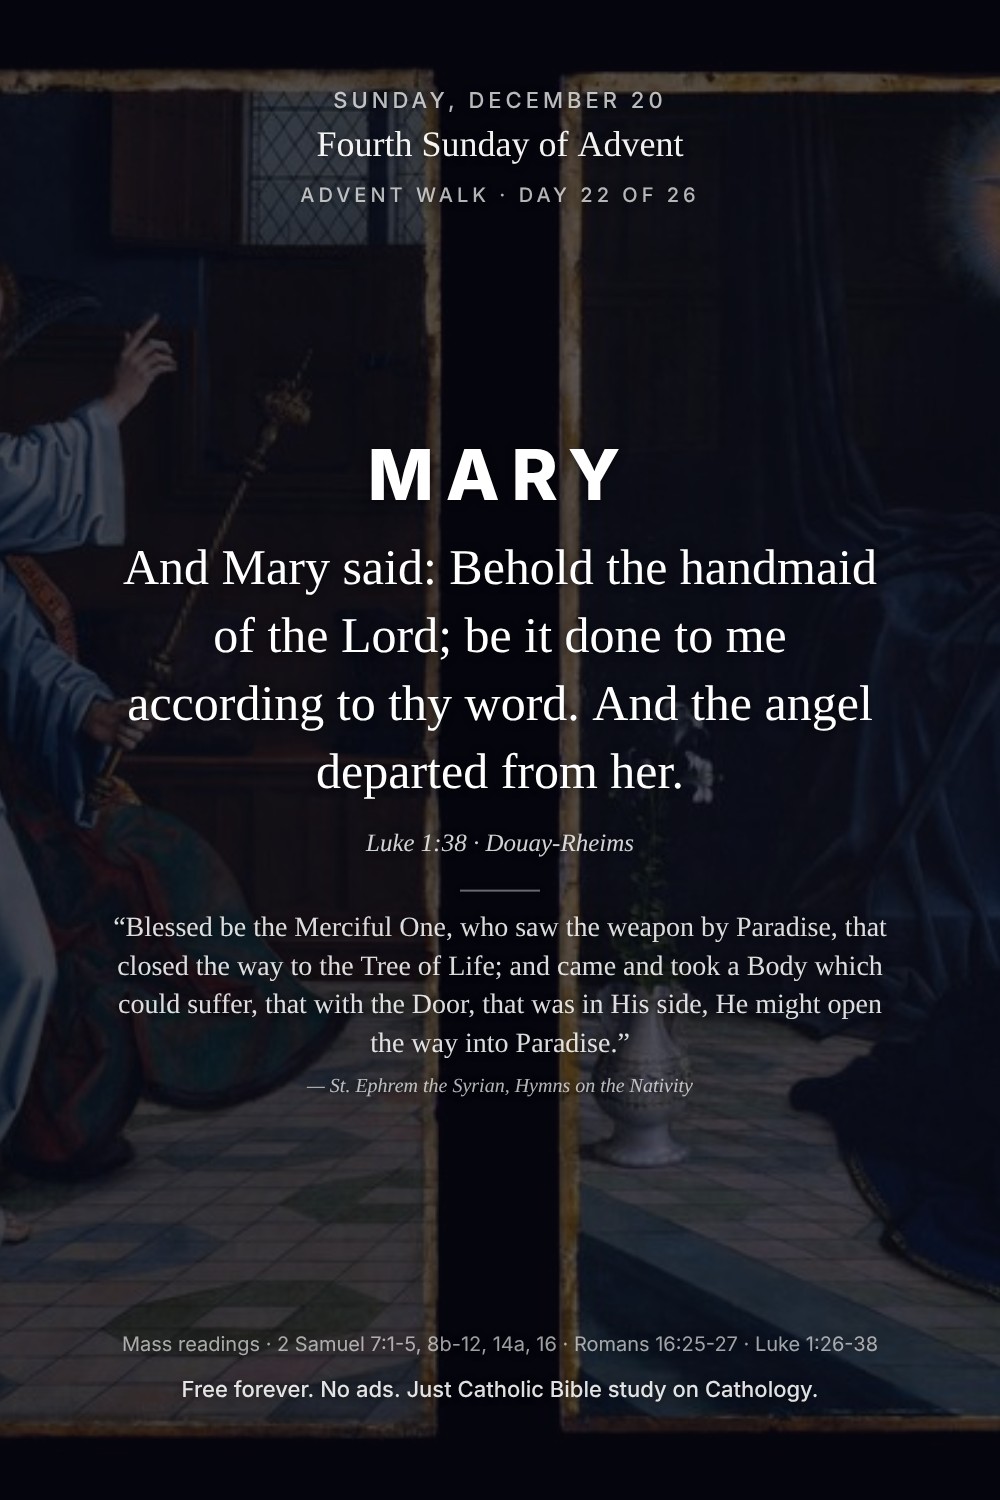 SUNDAY, DECEMBER 20
Fourth Sunday of Advent
ADVENT WALK · DAY 22 OF 26
MARY
And Mary said: Behold the handmaid
of the Lord; be it done to me
according to thy word. And the angel
departed from her.
Luke 1:38 · Douay-Rheims
“Blessed be the Merciful One, who saw the weapon by Paradise, that
closed the way to the Tree of Life; and came and took a Body which
could suffer, that with the Door, that was in His side, He might open
the way into Paradise.”
— St. Ephrem the Syrian, Hymns on the Nativity
Mass readings · 2 Samuel 7:1-5, 8b-12, 14a, 16 · Romans 16:25-27 · Luke 1:26-38
Free forever. No ads. Just Catholic Bible study on Cathology.